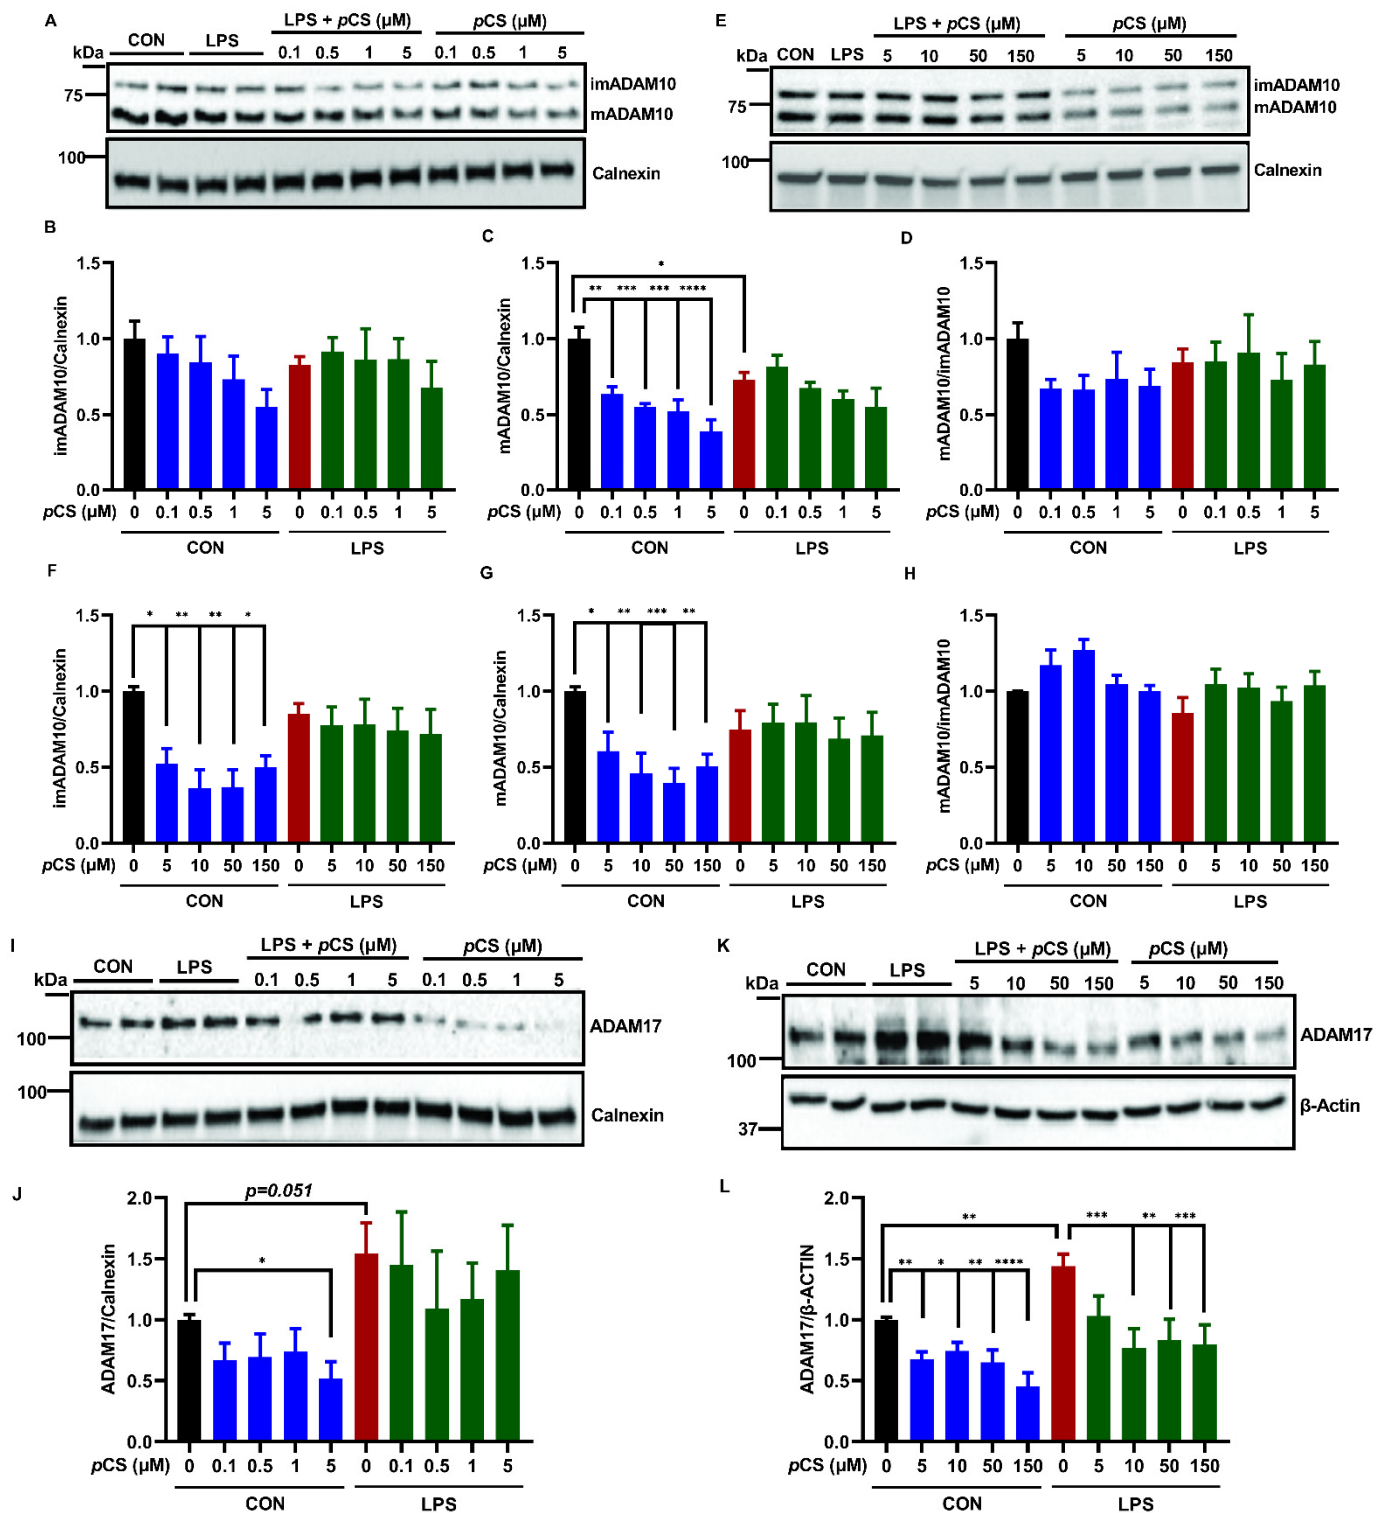 A
LPS + pCS (μM)
pCS (μM)
CON
LPS
kDa
0.1 0.5 1 5
0.1 0.5 1 5
imADAM10
75
mADAM10
100
Calnexin
E
LPS + pCS (μM)
pCS (μM)
kDa CON LPS 5 10 50 150 5 10 50 150
imADAM10
75
mADAM10
100
Calnexin
B
imADAM10/Calnexin
1.5
1.0
0.5
0.0
pCS (μM) 0 0.1 0.5 1 5 0 0.1 0.5 1 5
CON LPS
C
mADAM10/Calnexin
1.5
1.0
0.5
0.0
*
** *** *** ****
pCS (μM) 0 0.1 0.5 1 5 0 0.1 0.5 1 5
CON LPS
D
mADAM10/imADAM10
1.5
1.0
0.5
0.0
pCS (μM) 0 0.1 0.5 1 5 0 0.1 0.5 1 5
CON LPS
F
imADAM10/Calnexin
1.5
1.0
0.5
0.0
* ** ** *
pCS (μM) 0 5 10 50 150 0 5 10 50 150
CON LPS
G
mADAM10/Calnexin
1.5
1.0
0.5
0.0
* ** *** **
pCS (μM) 0 5 10 50 150 0 5 10 50 150
CON LPS
H
mADAM10/imADAM10
1.5
1.0
0.5
0.0
pCS (μM) 0 5 10 50 150 0 5 10 50 150
CON LPS
I
LPS + pCS (μM)
pCS (μM)
CON
LPS
kDa
0.1 0.5 1 5 0.1 0.5 1 5
ADAM17
100
100
Calnexin
K
LPS + pCS (μM)
pCS (μM)
CON
LPS
kDa
5 10 50 150 5 10 50 150
ADAM17
100
β-Actin
37
J
ADAM17/Calnexin
2.0
1.5
1.0
0.5
0.0
p=0.051
*
pCS (μM) 0 0.1 0.5 1 5 0 0.1 0.5 1 5
CON LPS
L
ADAM17/β-ACTIN
2.0
1.5
1.0
0.5
0.0
**
*** ** ***
** * ** ****
pCS (μM) 0 5 10 50 150 0 5 10 50 150
CON LPS